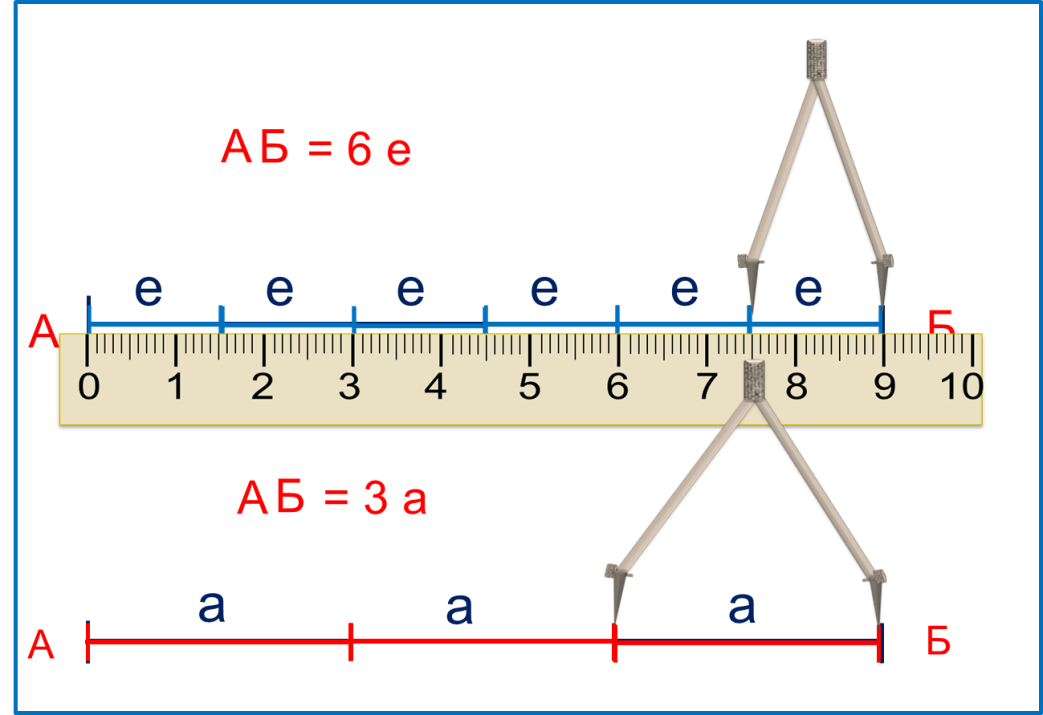 АБ = 6 е
е е е е е е
А Б
0 1 2 3 4 5 6 7 8 9 10
АБ = 3 а
а а а
А Б